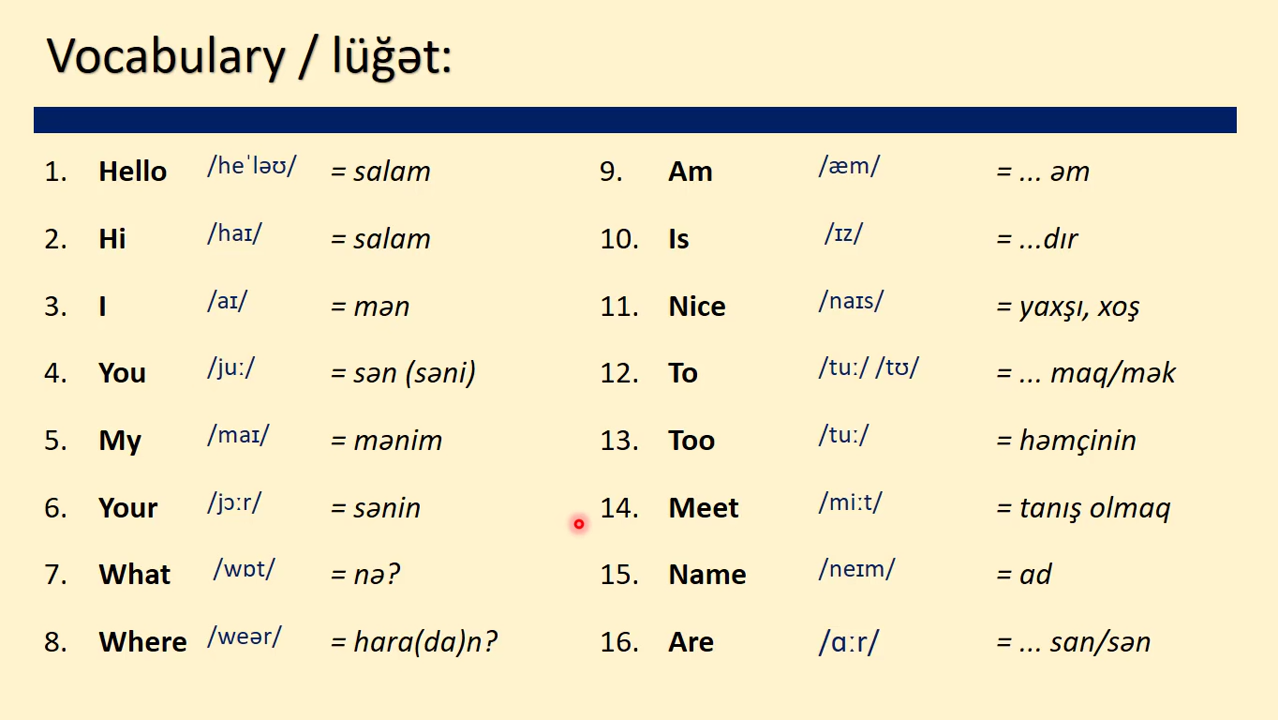 Vocabulary / lüğət:
1. Hello /heˈləʊ/ = salam
2. Hi /haɪ/ = salam
3. I /aɪ/ = mən
4. You /juː/ = sən (səni)
5. My /maɪ/ = mənim
6. Your /jɔːr/ = sənin
7. What /wɒt/ = nə?
8. Where /weər/ = hara(da)n?
9. Am /æm/ = ... əm
10. Is /ɪz/ = ...dır
11. Nice /naɪs/ = yaxşı, xoş
12. To /tuː/ /tʊ/ = ... maq/mək
13. Too /tuː/ = həmçinin
14. Meet /miːt/ = tanış olmaq
15. Name /neɪm/ = ad
16. Are /ɑːr/ = ... san/sən